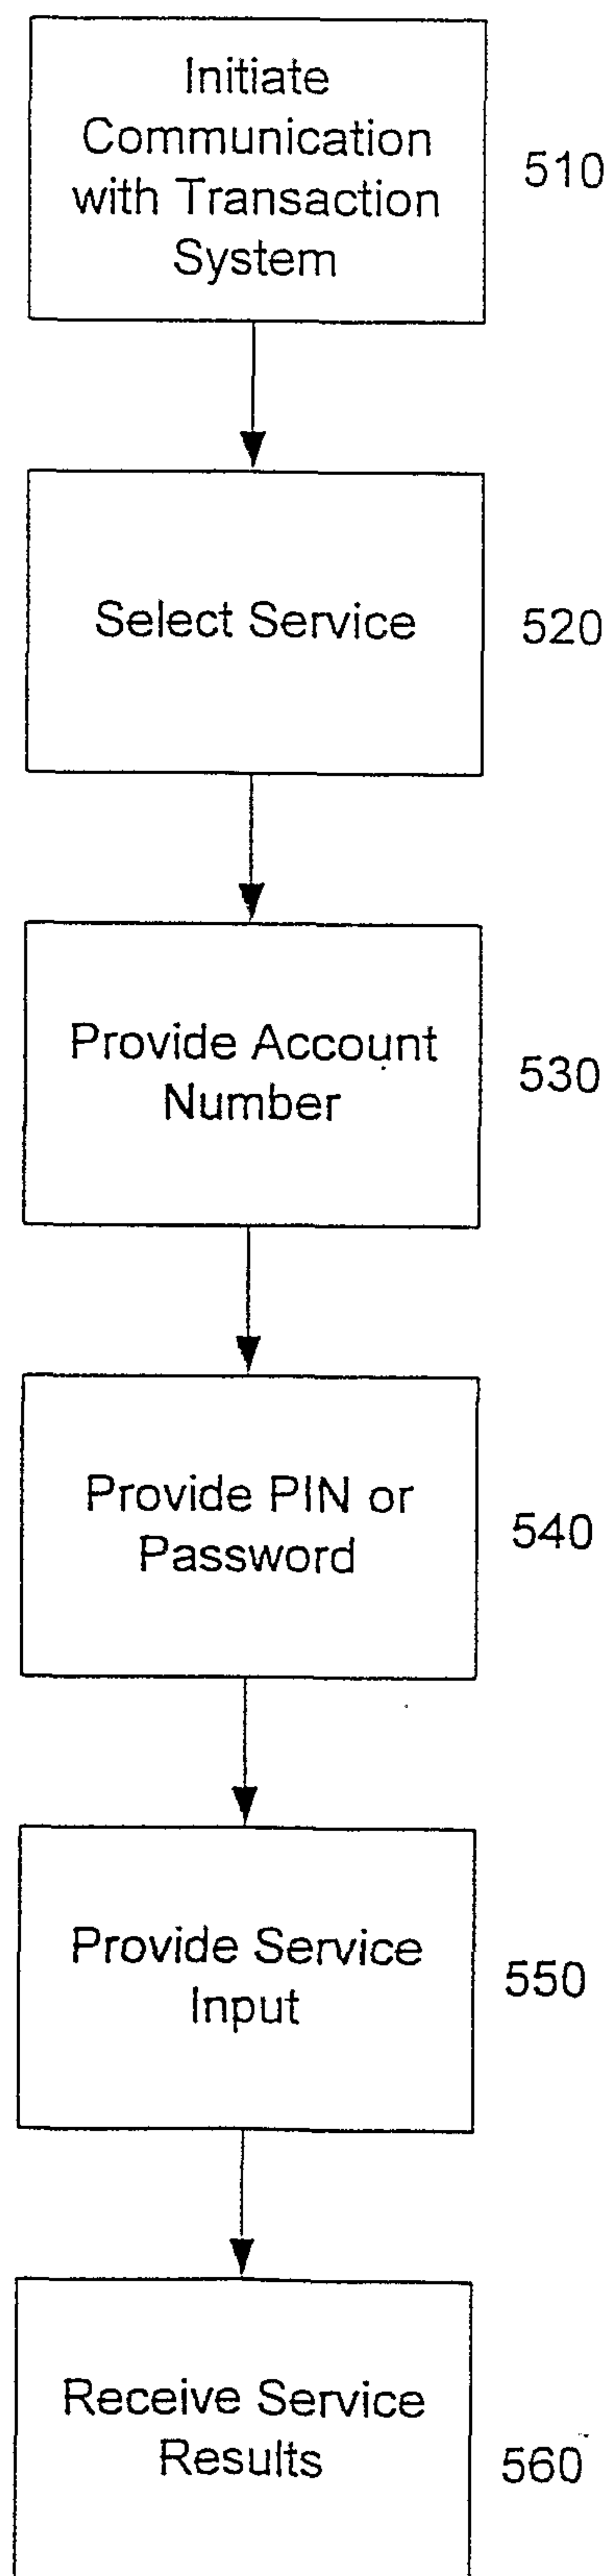 Initiate
Communication
with Transaction
System
510
Select Service
520
Provide Account
Number
530
Provide PIN or
Password
540
Provide Service
Input
550
Receive Service
Results
560